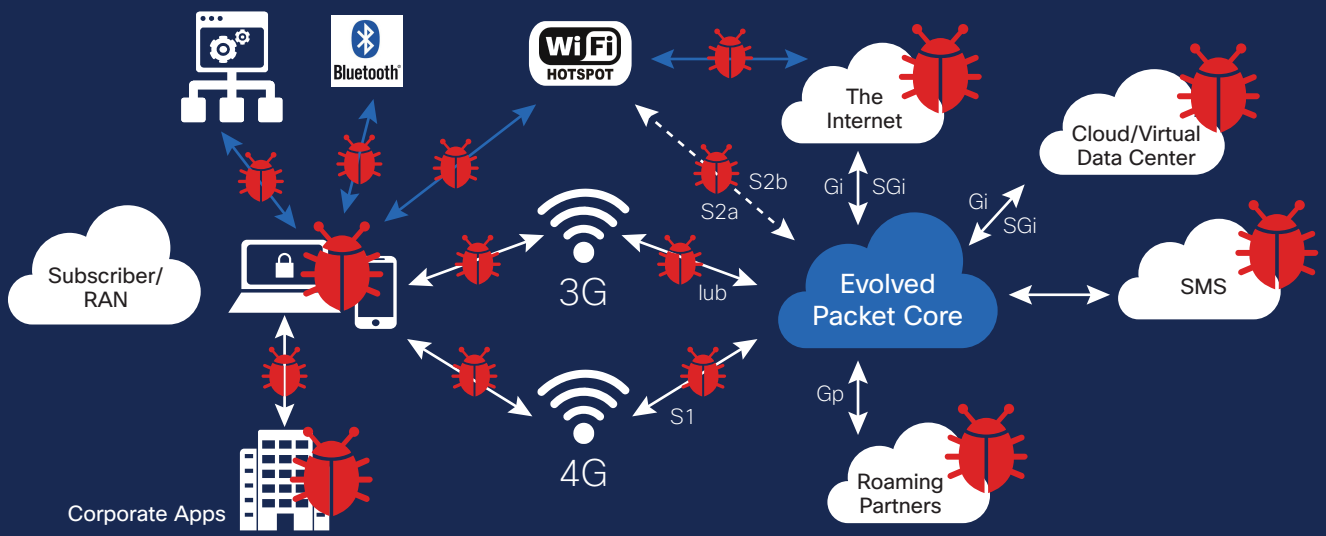 Bluetooth®
WiFi
HOTSPOT
The
Internet
Cloud/Virtual
Data Center
S2b
S2a
Gi
SGi
Gi
SGi
Subscriber/
RAN
3G
Iub
Evolved
Packet Core
SMS
4G
S1
Gp
Roaming
Partners
Corporate Apps